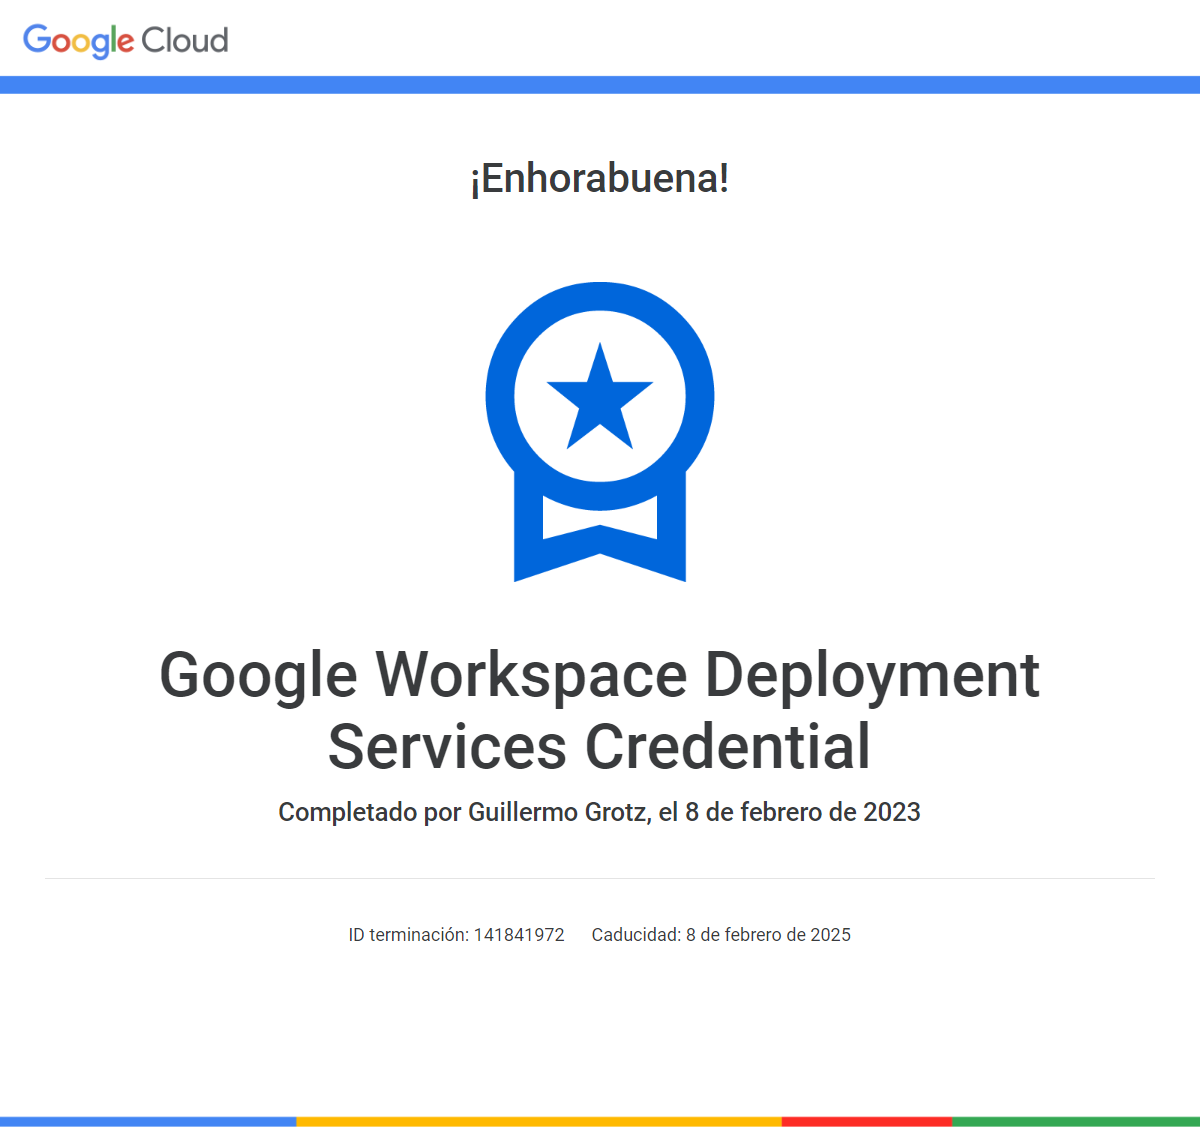 Google Cloud
¡Enhorabuena!
Google Workspace Deployment
Services Credential
Completado por Guillermo Grotz, el 8 de febrero de 2023
ID terminación: 141841972 Caducidad: 8 de febrero de 2025